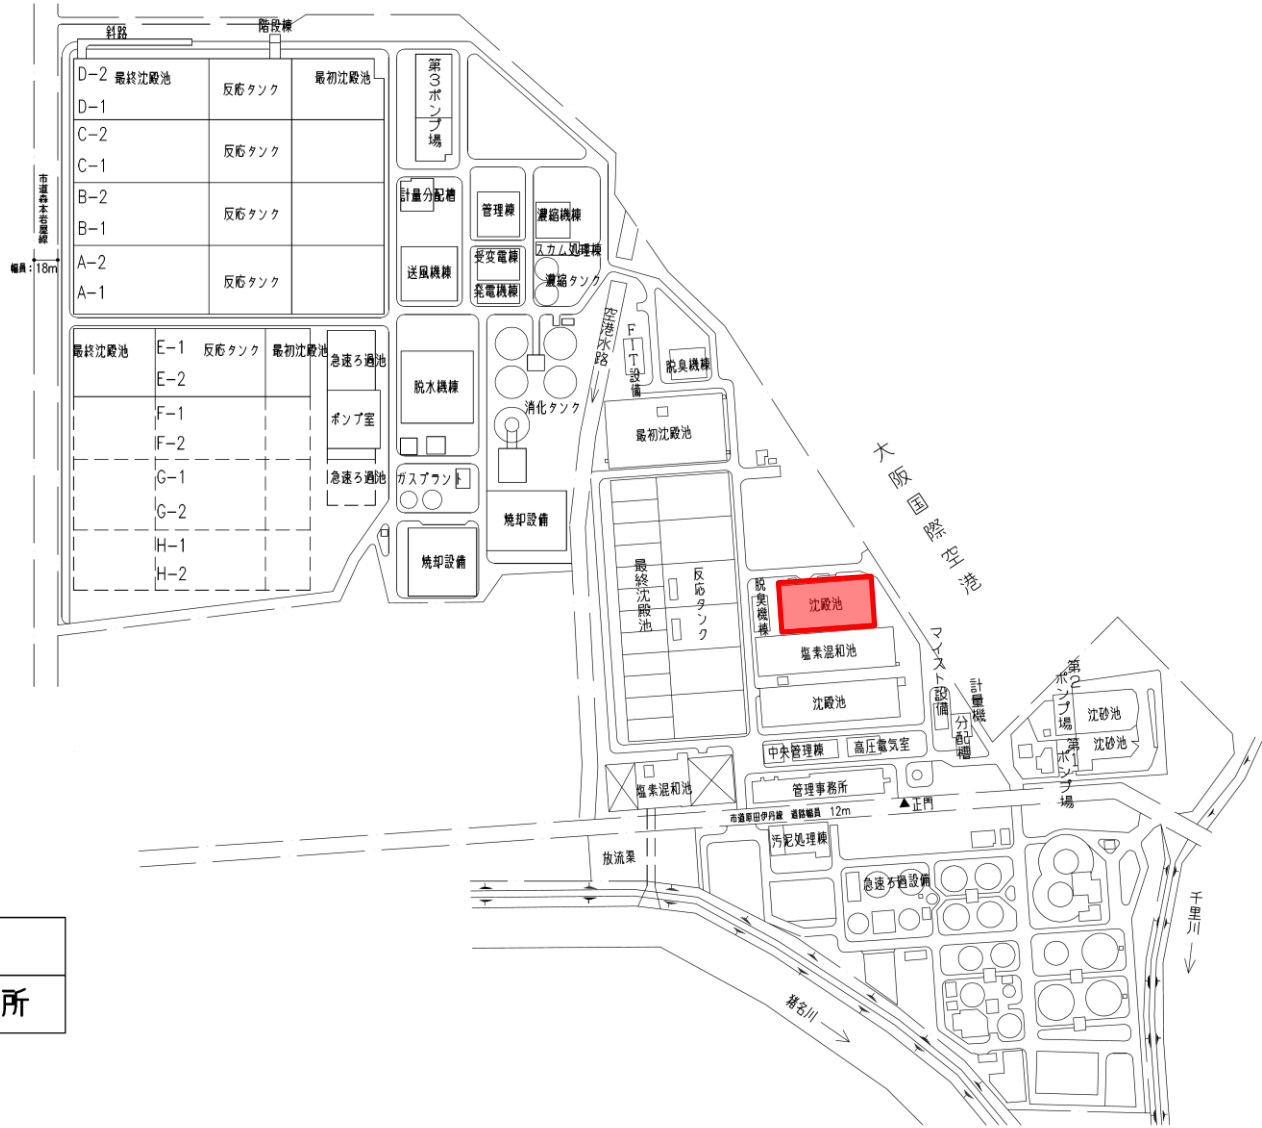 斜路
階段棟
D-2
最終沈殿池
反応タンク
最初沈殿池
D-1
C-2
反応タンク
C-1
B-2
反応タンク
B-1
A-2
反応タンク
A-1
市道森本岩屋線
幅員：18m
第3ポンプ場
計量分配槽
管理棟
濃縮機棟
スカム処理棟
受変電棟
送風機棟
濃縮タンク
発電機棟
最終沈殿池
E-1
反応タンク
最初沈殿池
急速ろ過池
E-2
F-1
ポンプ室
F-2
G-1
急速ろ過池
G-2
H-1
H-2
脱水機棟
消化タンク
ガスプラント
焼却設備
焼却設備
空港水路
FIT設備
脱臭機棟
最初沈殿池
最終沈殿池
反応タンク
大阪国際空港
脱臭機棟
沈殿池
塩素混和池
沈殿池
マイスト設備
計量機
分配槽
第2ポンプ場
沈砂池
第1ポンプ場
沈砂池
中央管理棟
高圧電気室
塩素混和池
管理事務所
正門
市道原田伊丹線 道路幅員 12m
汚泥処理棟
放流渠
急速ろ過設備
千里川
猪名川
所